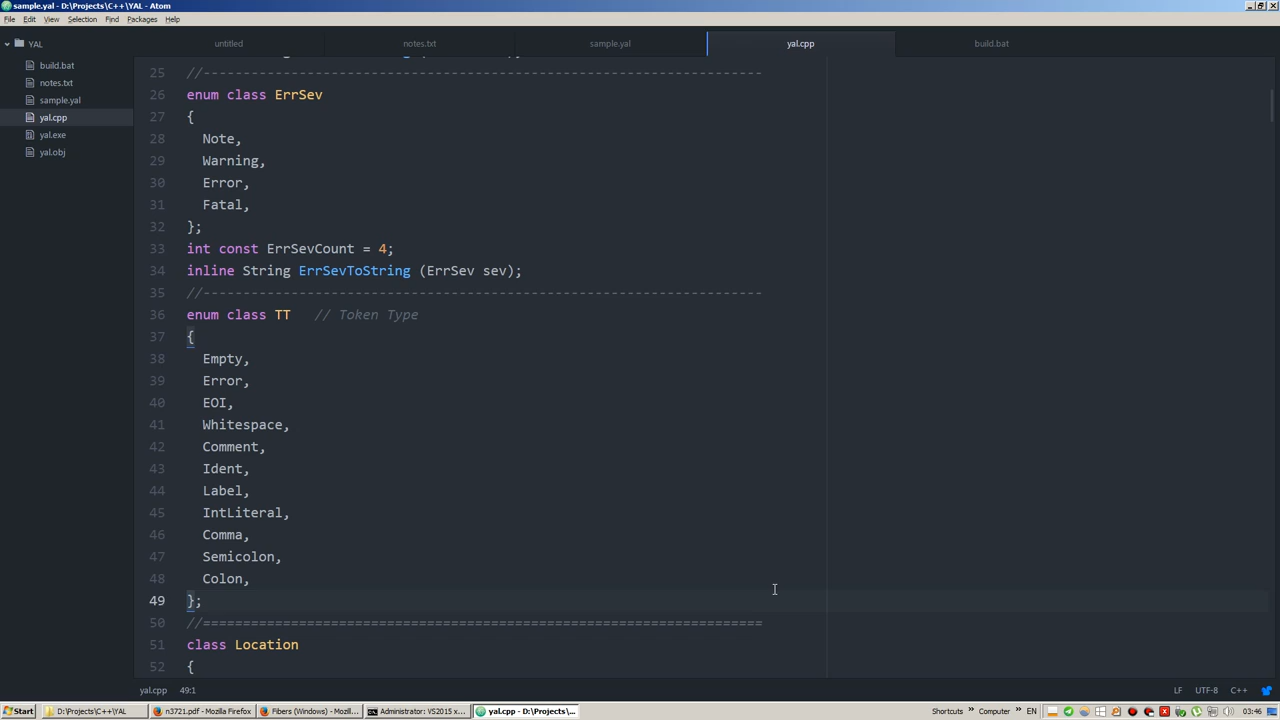 sample.yal - D:\Projects\C++\YAL - Atom
File Edit View Selection Find Packages Help
YAL
build.bat
notes.txt
sample.yal
yal.cpp
yal.exe
yal.obj
untitled notes.txt sample.yal yal.cpp build.bat
25 //----------------------------------------------------------------------
26 enum class ErrSev
27 {
28 Note,
29 Warning,
30 Error,
31 Fatal,
32 };
33 int const ErrSevCount = 4;
34 inline String ErrSevToString (ErrSev sev);
35 //----------------------------------------------------------------------
36 enum class TT // Token Type
37 {
38 Empty,
39 Error,
40 EOI,
41 Whitespace,
42 Comment,
43 Ident,
44 Label,
45 IntLiteral,
46 Comma,
47 Semicolon,
48 Colon,
49 };
50 //======================================================================
51 class Location
52 {
yal.cpp 49:1 LF UTF-8 C++
Start D:\Projects\C++\YAL n3721.pdf - Mozilla Firefox Fibers (Windows) - Mozill... Administrator: VS2015 x... yal.cpp - D:\Projects\... Shortcuts » Computer » EN 03:46